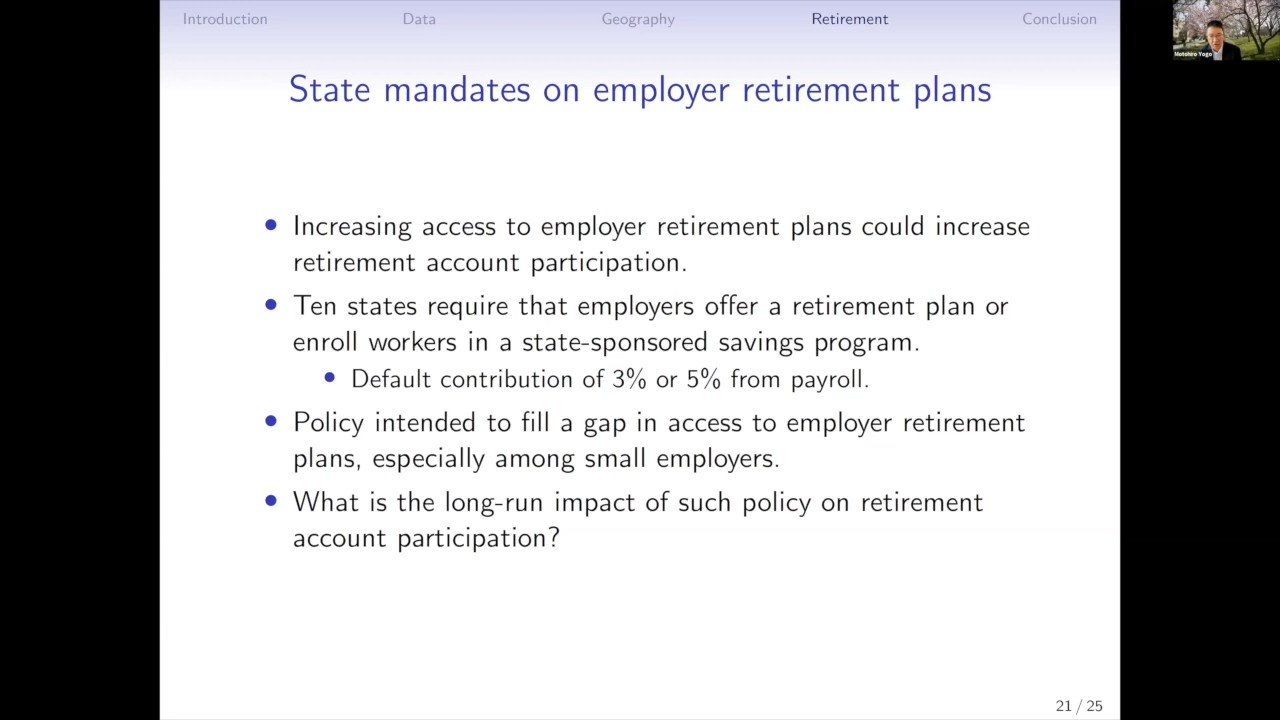 Introduction Data Geography Retirement Conclusion
Motohiro Yogo
State mandates on employer retirement plans
• Increasing access to employer retirement plans could increase
retirement account participation.
• Ten states require that employers offer a retirement plan or
enroll workers in a state-sponsored savings program.
• Default contribution of 3% or 5% from payroll.
• Policy intended to fill a gap in access to employer retirement
plans, especially among small employers.
• What is the long-run impact of such policy on retirement
account participation?
21 / 25